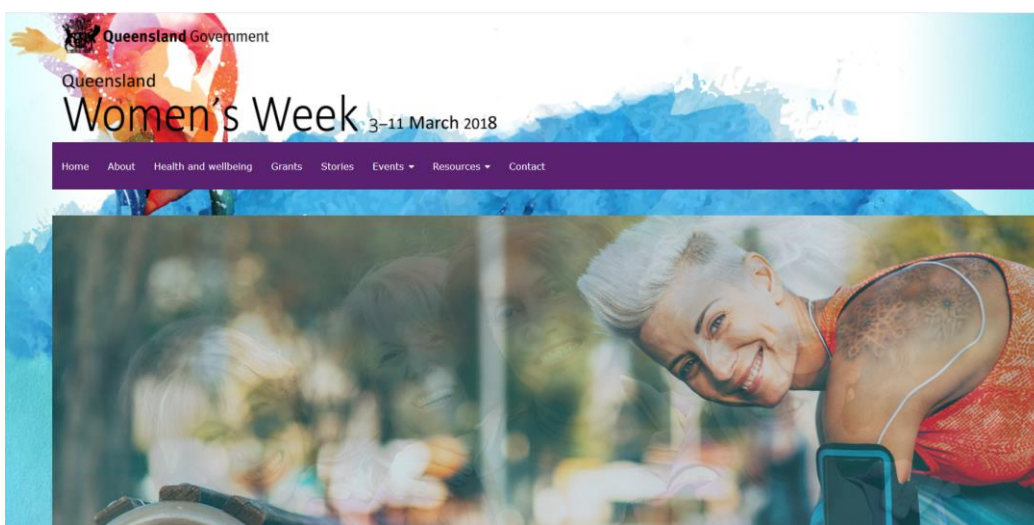 Queensland Government
Queensland
Women's Week 3–11 March 2018
Home About Health and wellbeing Grants Stories Events Resources Contact